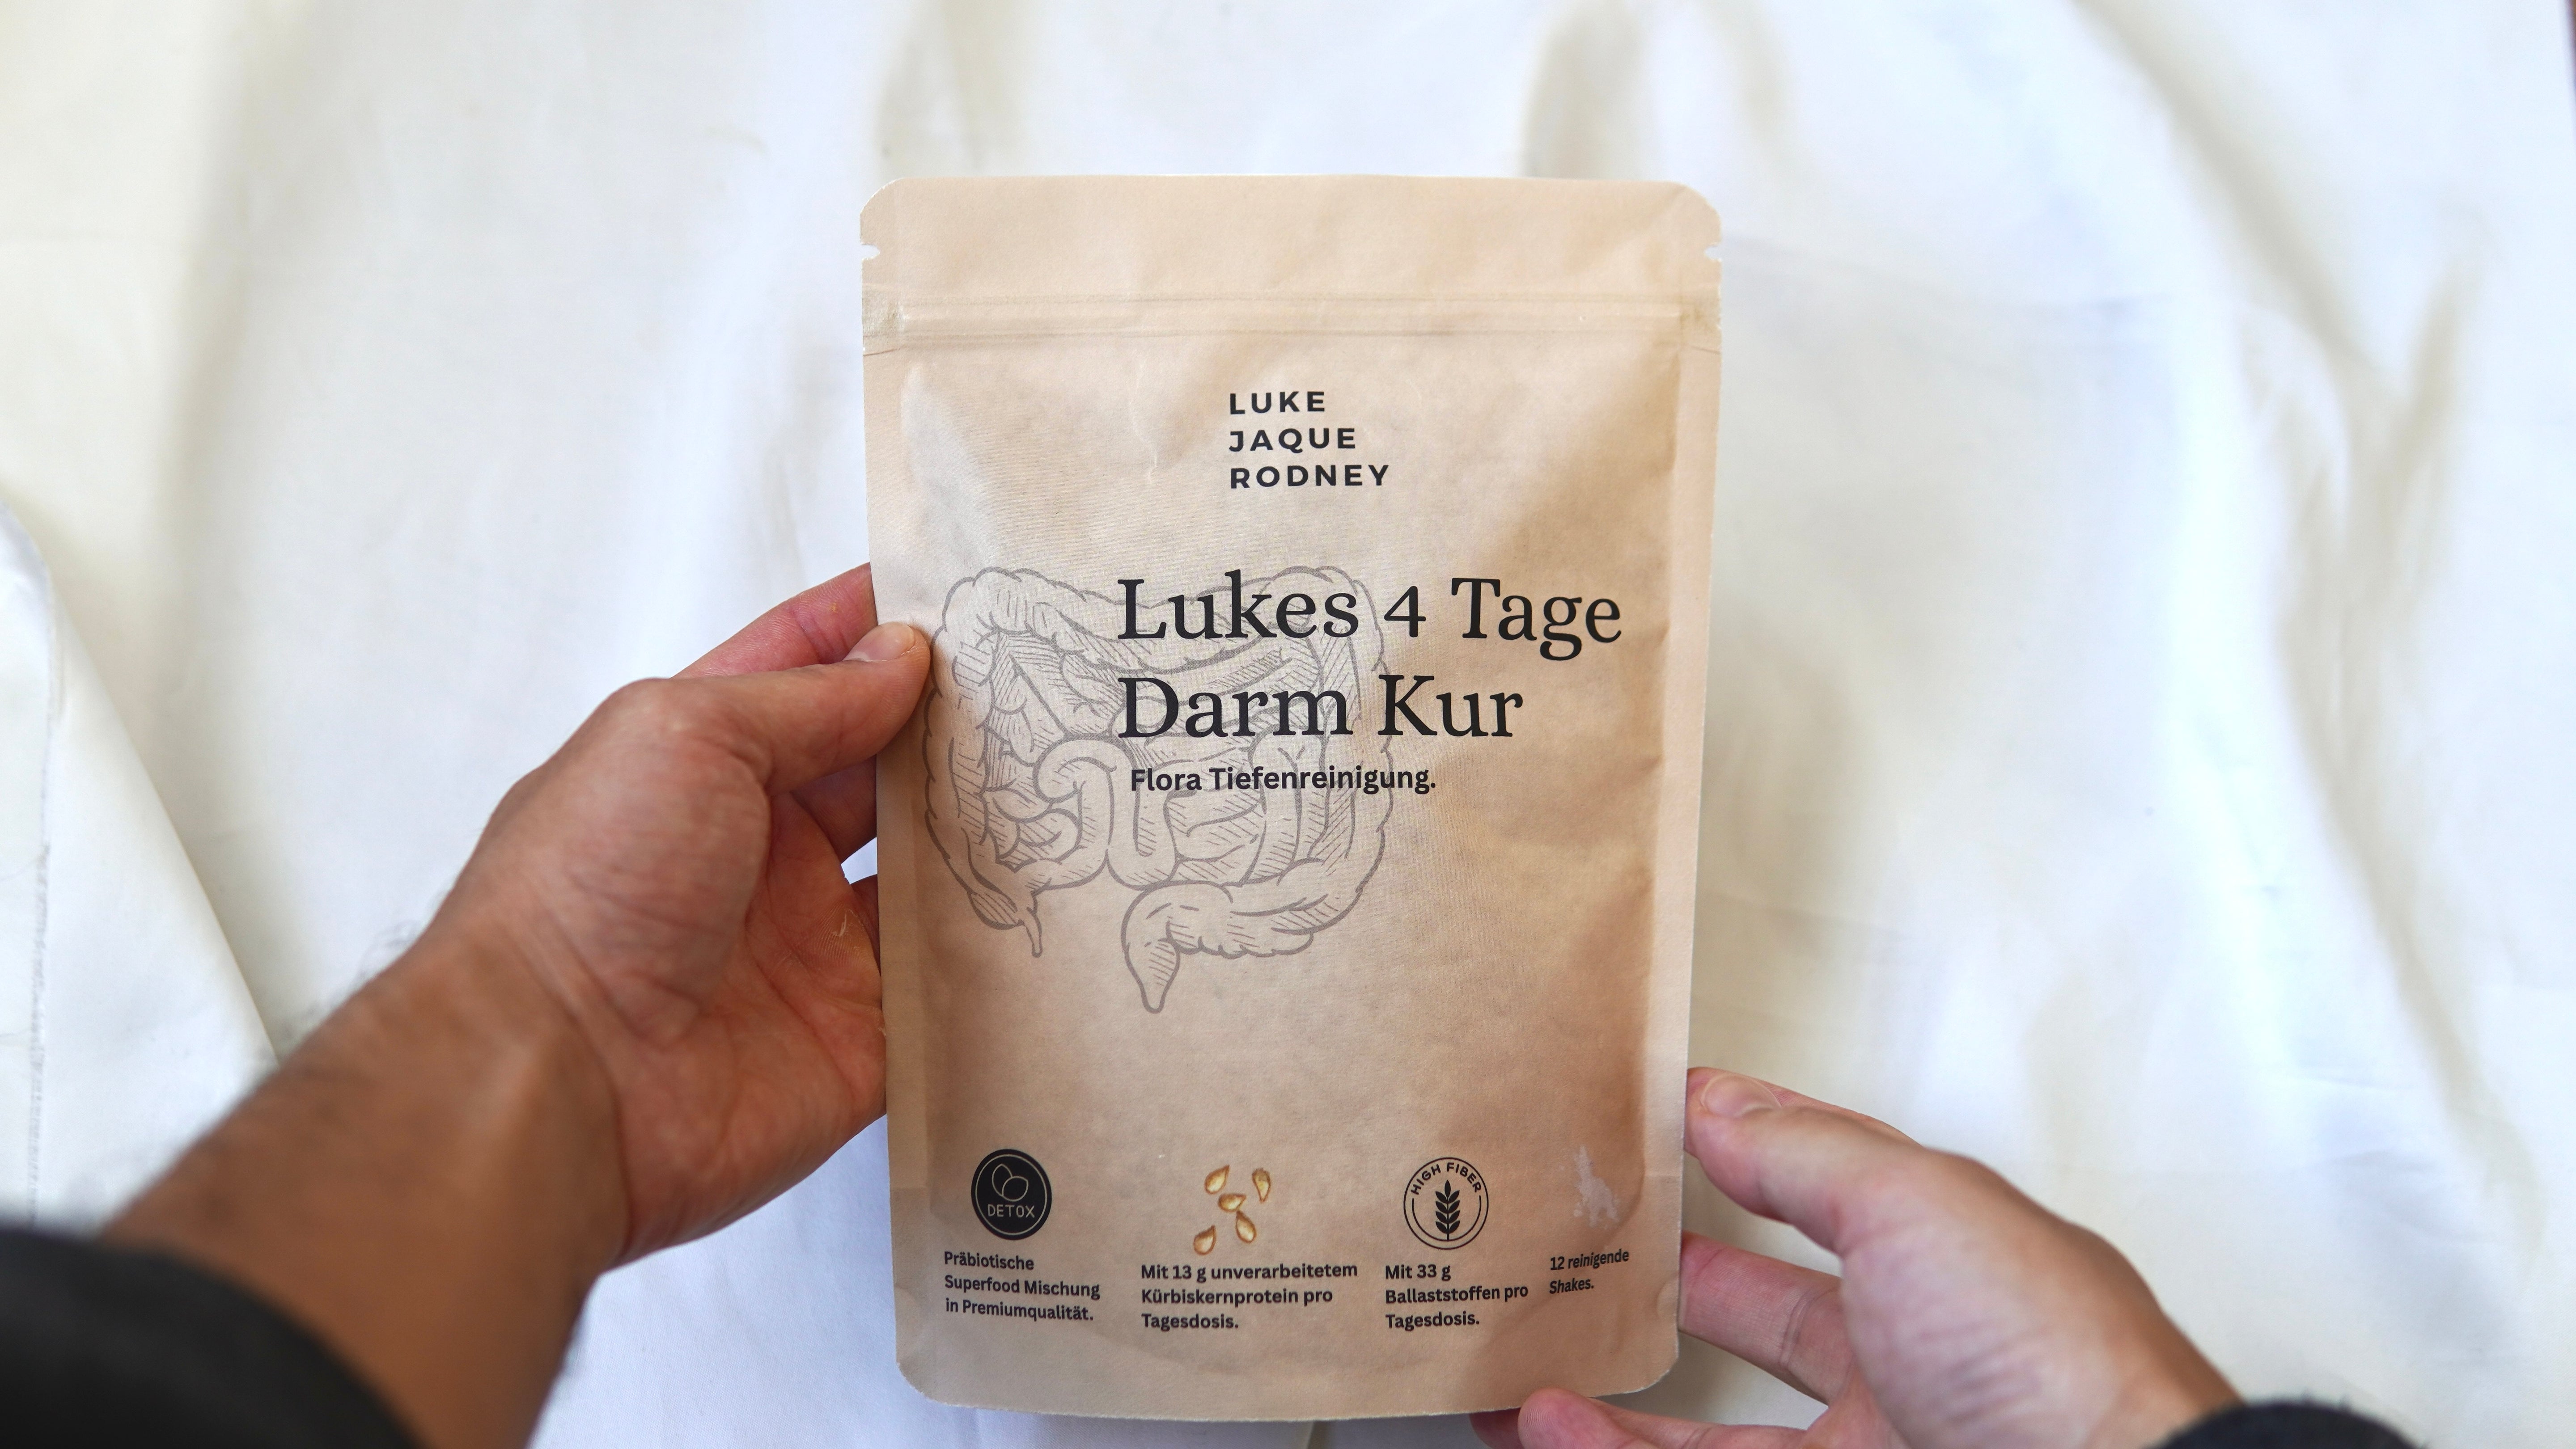 LUKE
JAQUE
RODNEY
Lukes 4 Tage
Darm Kur
Flora Tiefenreinigung.
DETOX
Präbiotische
Superfood Mischung
in Premiumqualität.
Mit 13 g unverarbeitetem
Kürbiskernprotein pro
Tagesdosis.
HIGH FIBER
Mit 33 g
Ballaststoffen pro
Tagesdosis.
12 reinigende
Shakes.